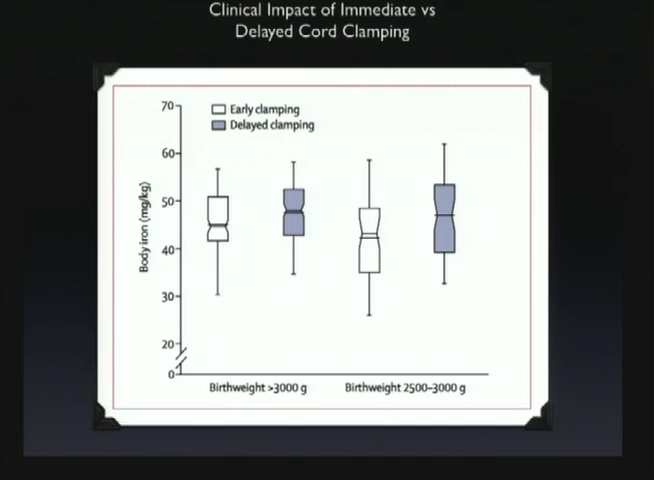 Clinical Impact of Immediate vs
Delayed Cord Clamping
70
Early clamping
Delayed clamping
60
50
Body iron (mg/kg)
40
30
20
0
Birthweight >3000 g
Birthweight 2500–3000 g